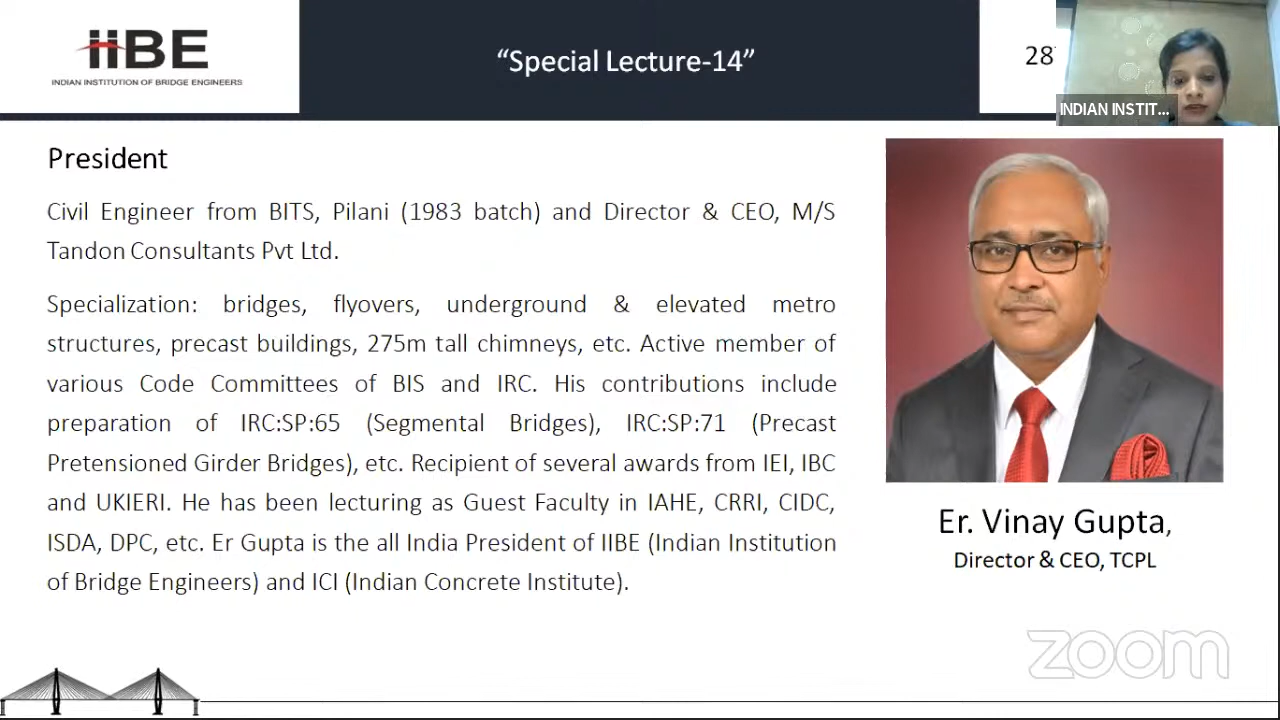 iiBE
INDIAN INSTITUTION OF BRIDGE ENGINEERS
“Special Lecture-14”
28
INDIAN INSTIT...
President
Civil Engineer from BITS, Pilani (1983 batch) and Director & CEO, M/S
Tandon Consultants Pvt Ltd.
Specialization: bridges, flyovers, underground & elevated metro
structures, precast buildings, 275m tall chimneys, etc. Active member of
various Code Committees of BIS and IRC. His contributions include
preparation of IRC:SP:65 (Segmental Bridges), IRC:SP:71 (Precast
Pretensioned Girder Bridges), etc. Recipient of several awards from IEI, IBC
and UKIERI. He has been lecturing as Guest Faculty in IAHE, CRRI, CIDC,
ISDA, DPC, etc. Er Gupta is the all India President of IIBE (Indian Institution
of Bridge Engineers) and ICI (Indian Concrete Institute).
Er. Vinay Gupta,
Director & CEO, TCPL
zoom